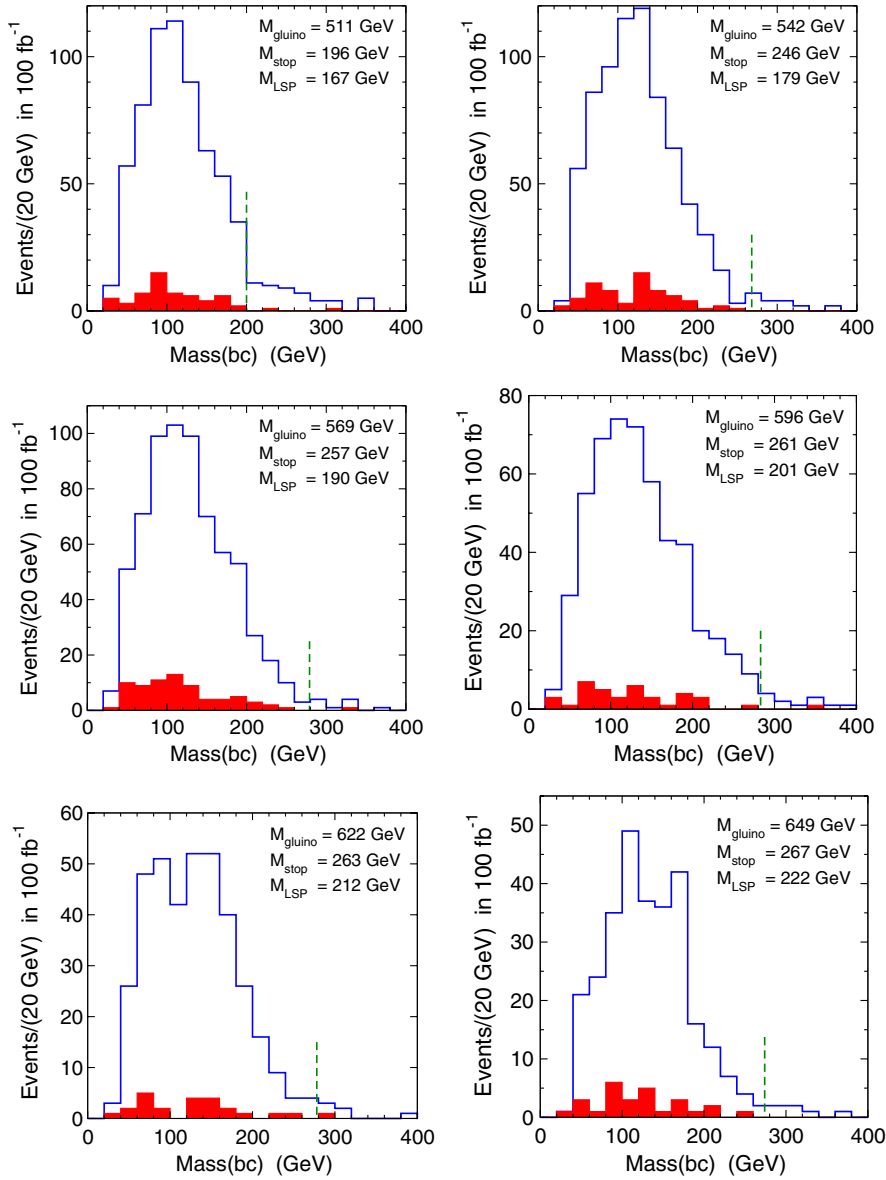 M_gluino = 511 GeV
M_stop = 196 GeV
M_LSP = 167 GeV
Events/(20 GeV) in 100 fb^-1
100
50
0
0 100 200 300 400
Mass(bc) (GeV)
M_gluino = 542 GeV
M_stop = 246 GeV
M_LSP = 179 GeV
Events/(20 GeV) in 100 fb^-1
100
50
0
0 100 200 300 400
Mass(bc) (GeV)
M_gluino = 569 GeV
M_stop = 257 GeV
M_LSP = 190 GeV
Events/(20 GeV) in 100 fb^-1
100
80
60
40
20
0
0 100 200 300 400
Mass(bc) (GeV)
M_gluino = 596 GeV
M_stop = 261 GeV
M_LSP = 201 GeV
Events/(20 GeV) in 100 fb^-1
80
60
40
20
0
0 100 200 300 400
Mass(bc) (GeV)
M_gluino = 622 GeV
M_stop = 263 GeV
M_LSP = 212 GeV
Events/(20 GeV) in 100 fb^-1
60
50
40
30
20
10
0
0 100 200 300 400
Mass(bc) (GeV)
M_gluino = 649 GeV
M_stop = 267 GeV
M_LSP = 222 GeV
Events/(20 GeV) in 100 fb^-1
50
40
30
20
10
0
0 100 200 300 400
Mass(bc) (GeV)